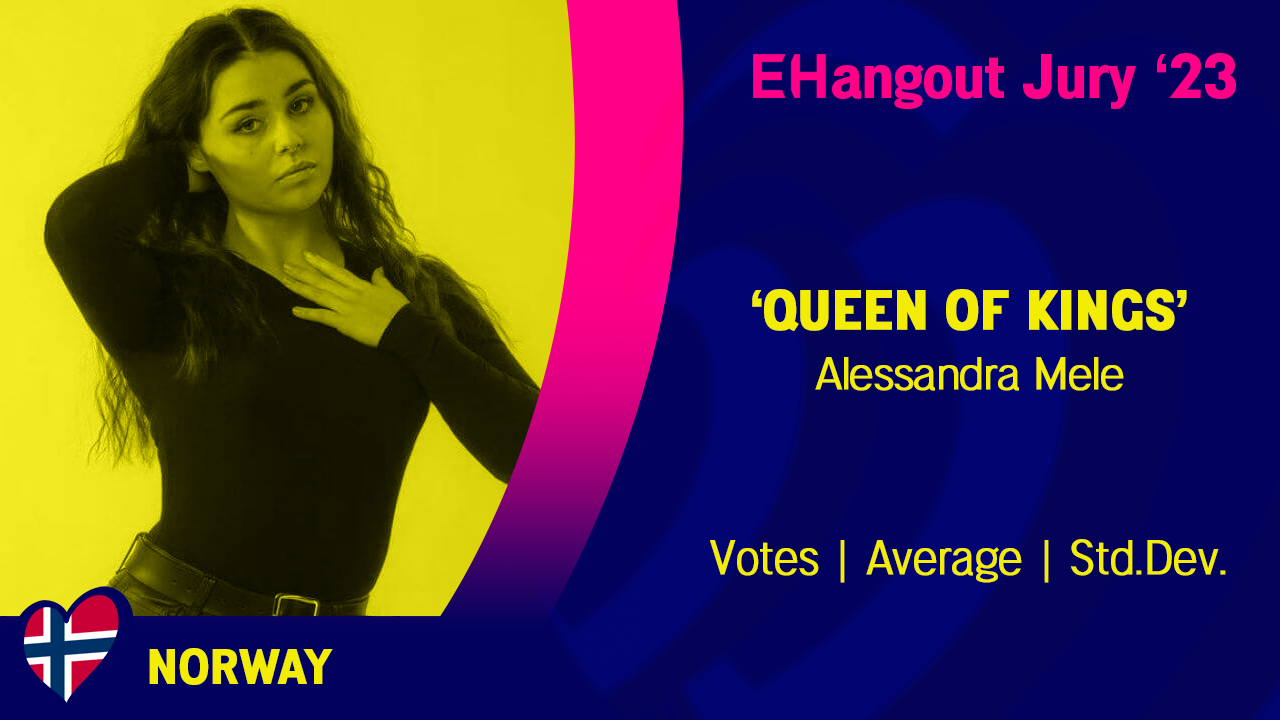 EHangout Jury ‘23
‘QUEEN OF KINGS’
Alessandra Mele
Votes | Average | Std.Dev.
NORWAY